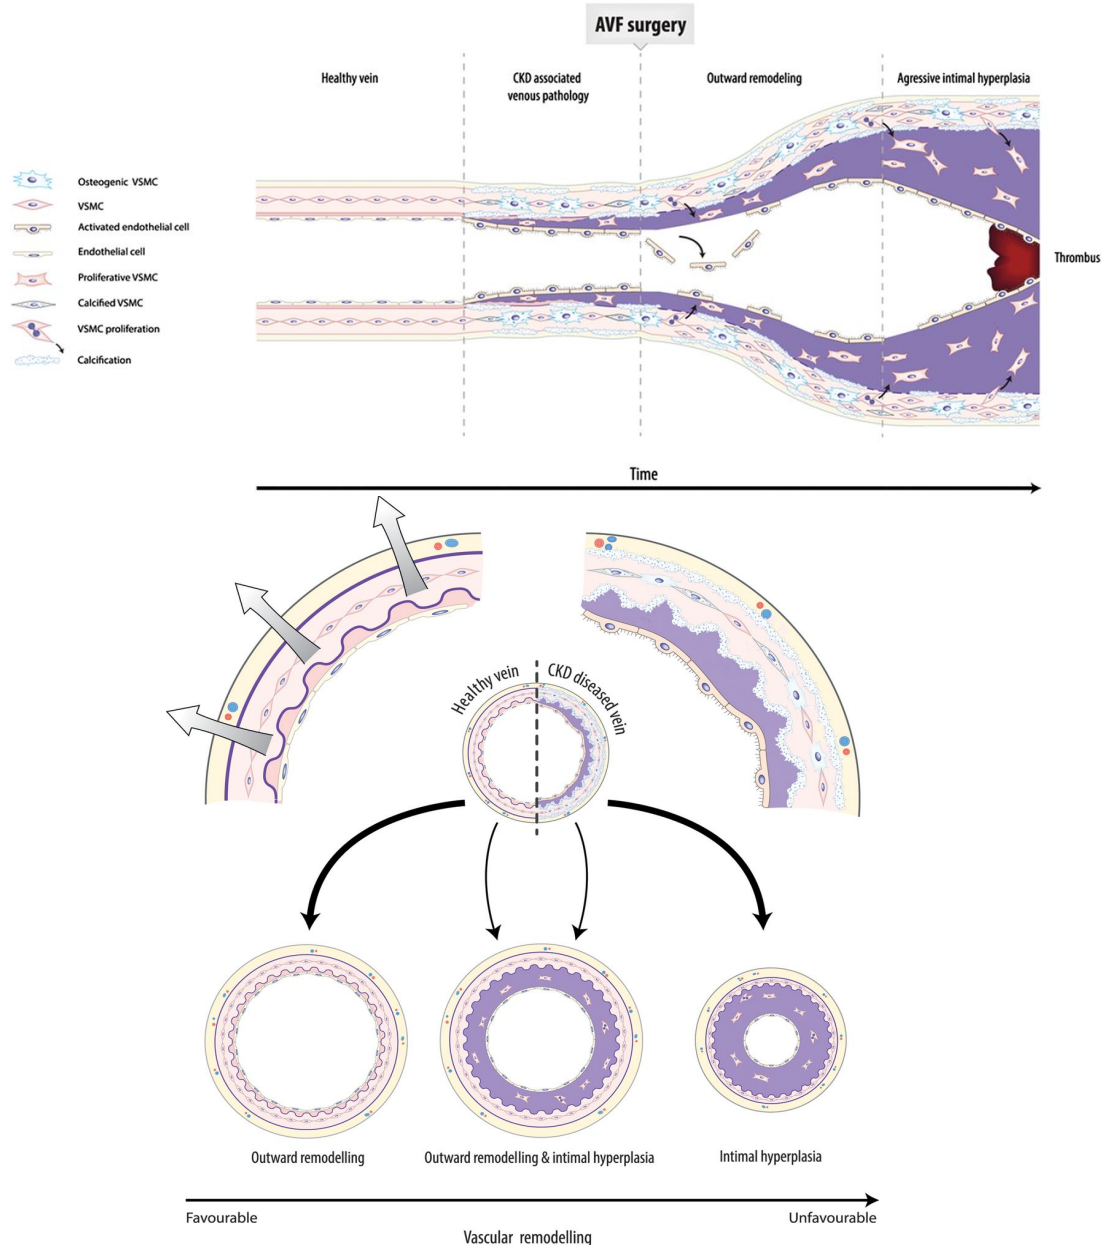 AVF surgery
Healthy vein
CKD associated
venous pathology
Outward remodeling
Agressive intimal hyperplasia
Osteogenic VSMC
VSMC
Activated endothelial cell
Endothelial cell
Proliferative VSMC
Calcified VSMC
VSMC proliferation
Calcification
Thrombus
Time
Healthy vein
CKD diseased vein
Outward remodelling
Outward remodelling & intimal hyperplasia
Intimal hyperplasia
Favourable
Unfavourable
Vascular remodelling